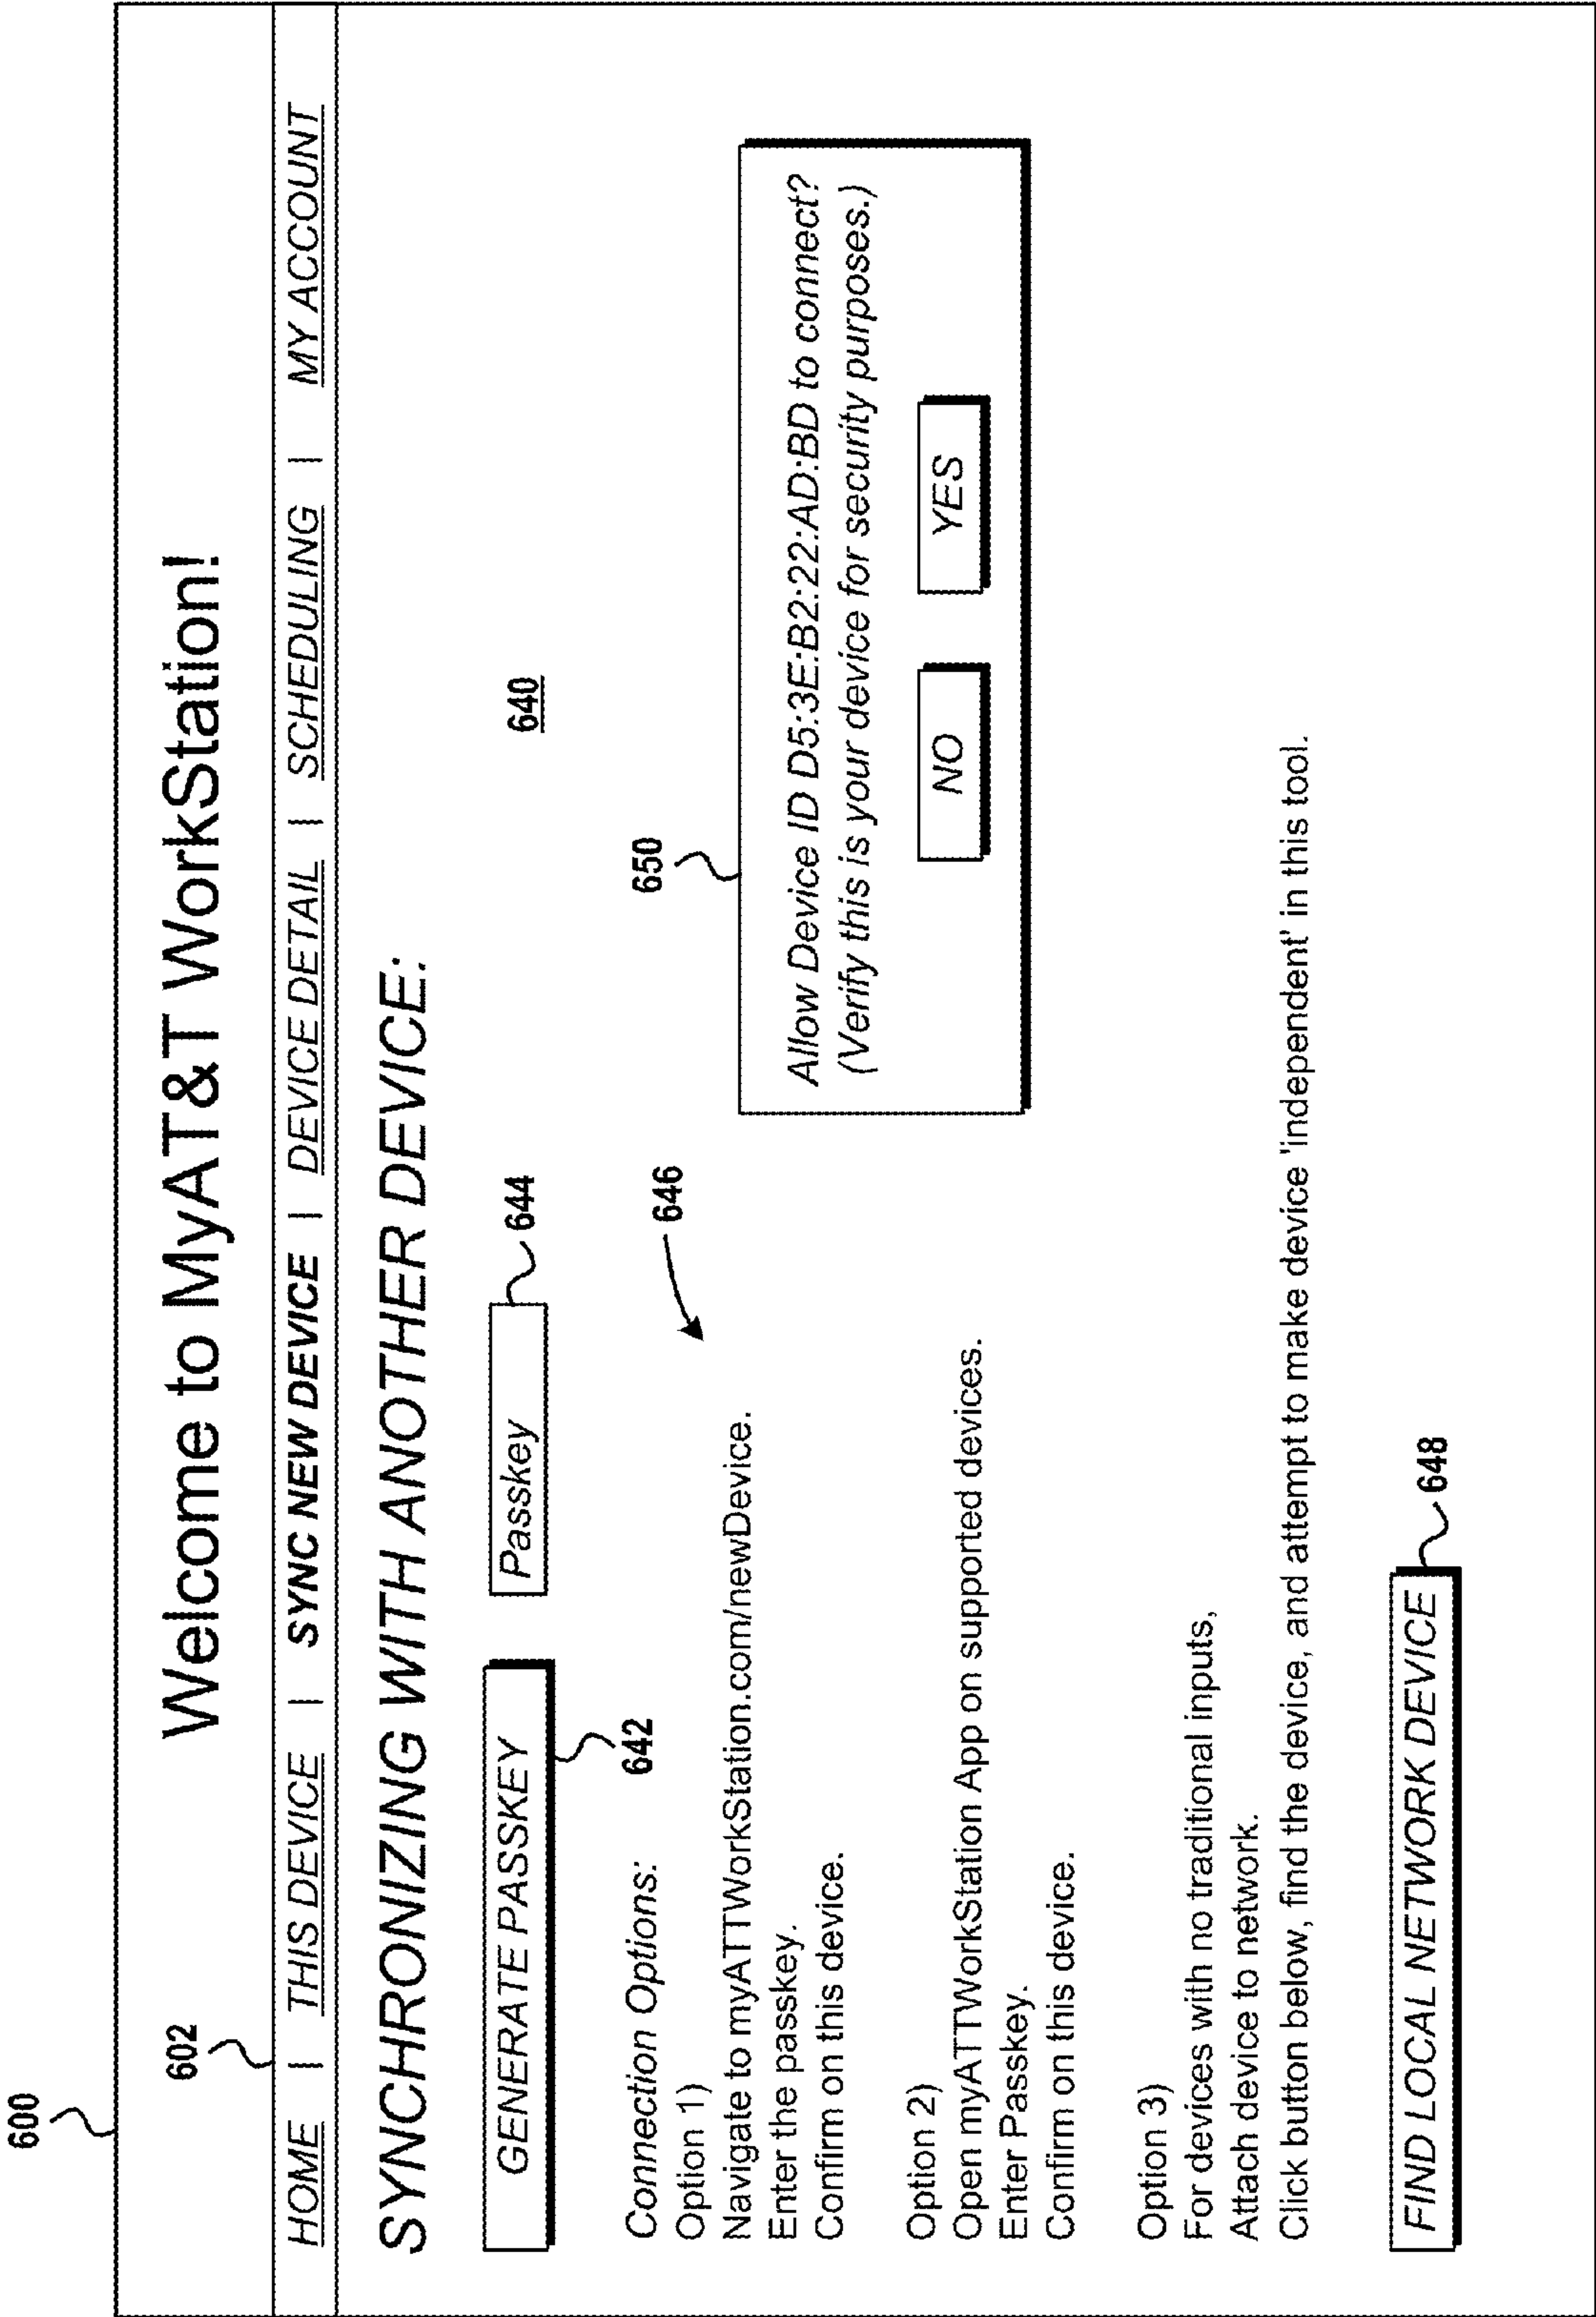 600
Welcome to MyAT&T WorkStation!
602
HOME | THIS DEVICE | SYNC NEW DEVICE | DEVICE DETAIL | SCHEDULING | MY ACCOUNT
SYNCHRONIZING WITH ANOTHER DEVICE:
GENERATE PASSKEY
642
Passkey
644
640
Connection Options:
Option 1)
Navigate to myATTWorkStation.com/newDevice.
Enter the passkey.
Confirm on this device.
646
Option 2)
Open myATTWorkStation App on supported devices.
Enter Passkey.
Confirm on this device.
650
Allow Device ID D5:3E:B2:22:AD:BD to connect?
(Verify this is your device for security purposes.)
NO
YES
Option 3)
For devices with no traditional inputs,
Attach device to network.
Click button below, find the device, and attempt to make device 'independent' in this tool.
FIND LOCAL NETWORK DEVICE
648